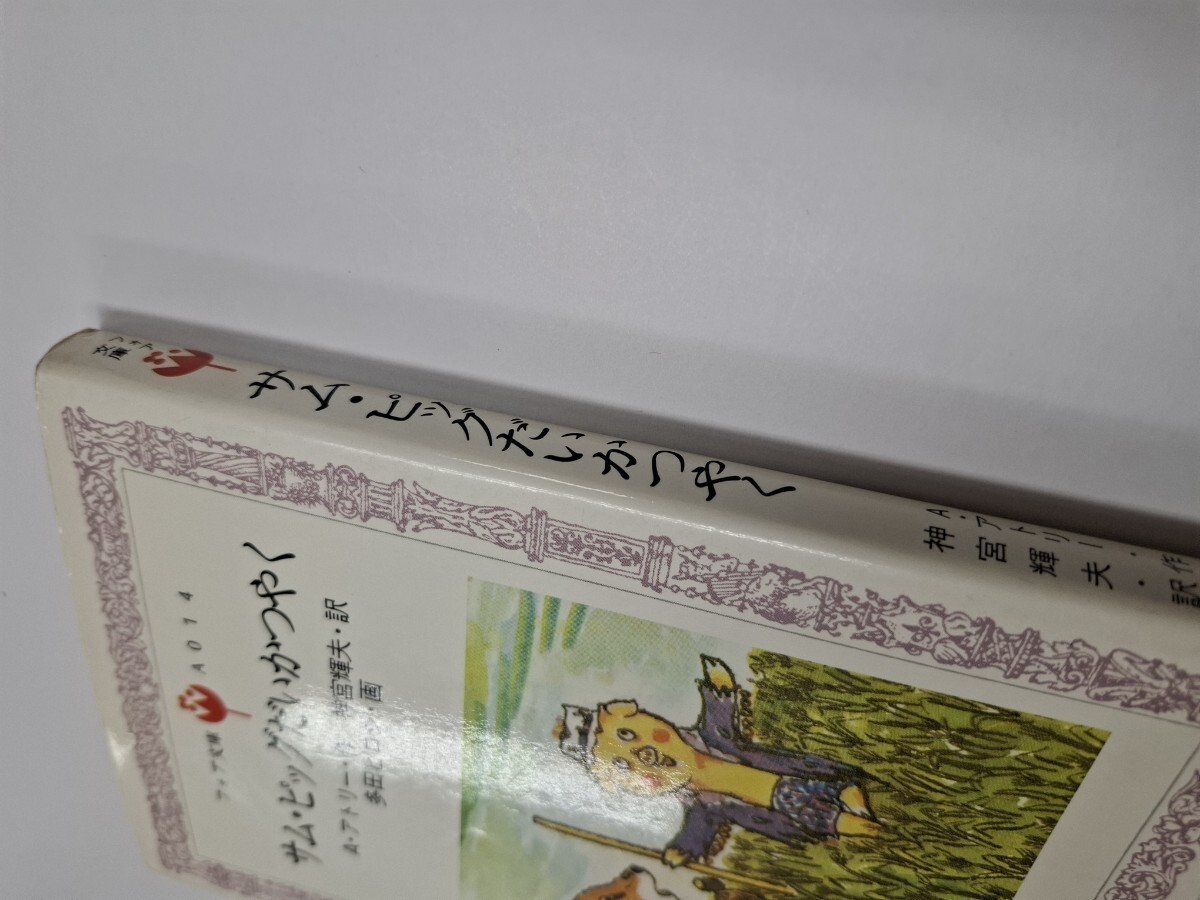 フォア文庫
サム・ピッグだいかつやく
A・アトリー・作
神宮輝夫・訳
フォア文庫
A014
サム・ピッグだいかつやく
A・アトリー・作
宮輝夫・訳
多田ヒロシ・画